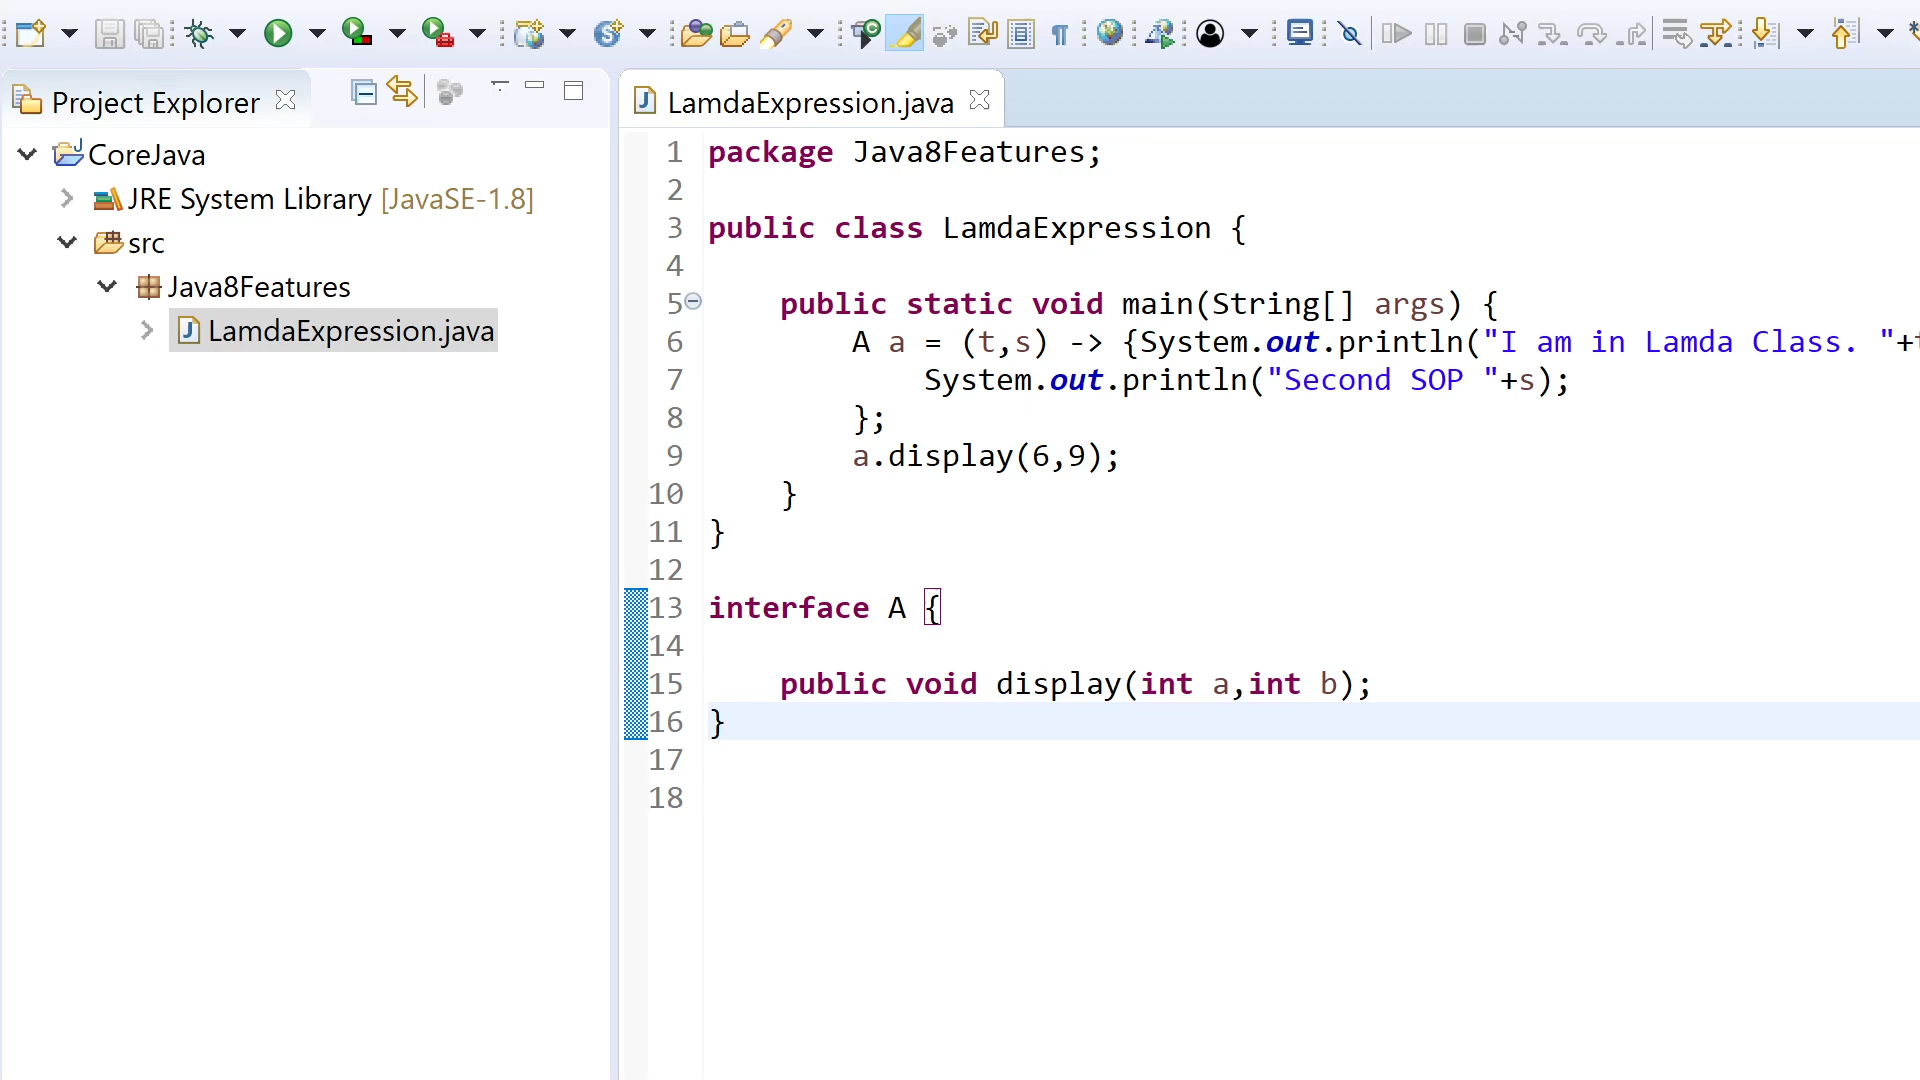 Project Explorer
CoreJava
JRE System Library [JavaSE-1.8]
src
Java8Features
LamdaExpression.java
LamdaExpression.java
1 package Java8Features;
2
3 public class LamdaExpression {
4
5 public static void main(String[] args) {
6 A a = (t,s) -> {System.out.println("I am in Lamda Class. "+t
7 System.out.println("Second SOP "+s);
8 };
9 a.display(6,9);
10 }
11 }
12
13 interface A {
14
15 public void display(int a,int b);
16 }
17
18